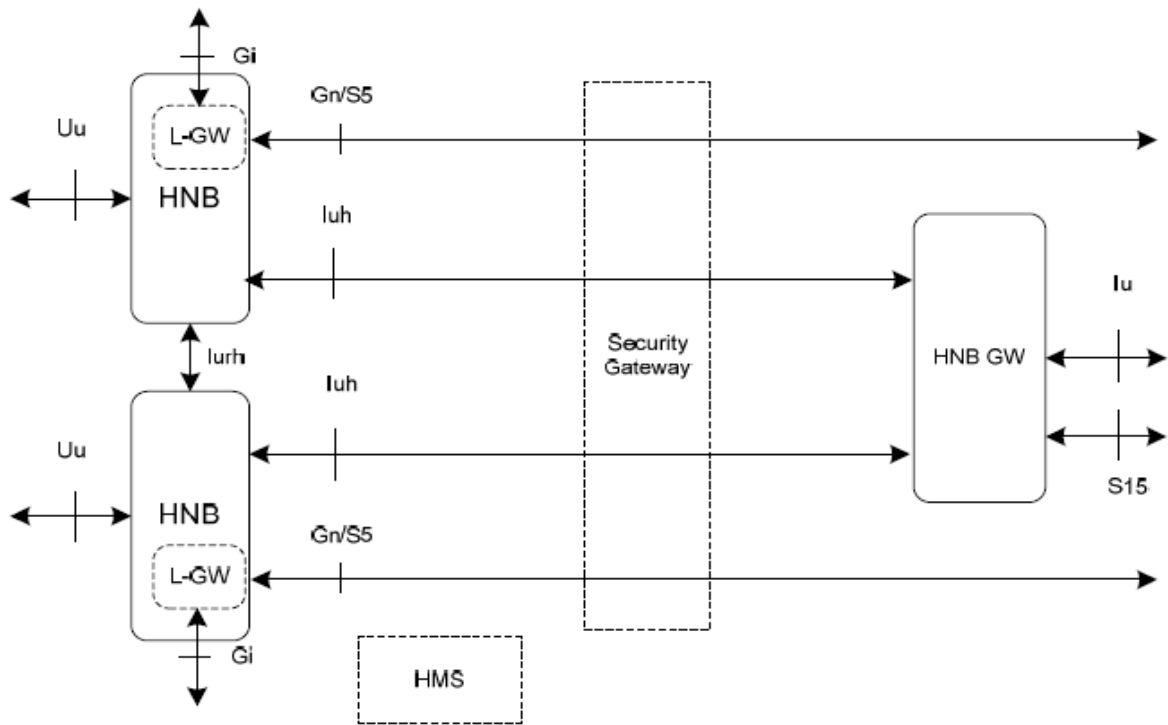 Gi
Gn/S5
Uu
L-GW
HNB
Iuh
Iu
Iurh
Security
Gateway
HNB GW
Iuh
Uu
S15
HNB
Gn/S5
L-GW
Gi
HMS